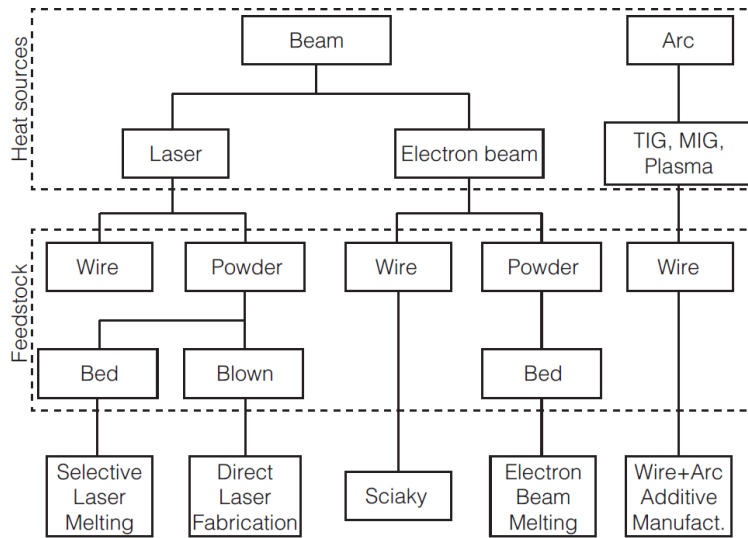 Heat sources
Beam
Arc
Laser
Electron beam
TIG, MIG,
Plasma
Feedstock
Wire
Powder
Wire
Powder
Wire
Bed
Blown
Bed
Selective
Laser
Melting
Direct
Laser
Fabrication
Sciaky
Electron
Beam
Melting
Wire+Arc
Additive
Manufact.